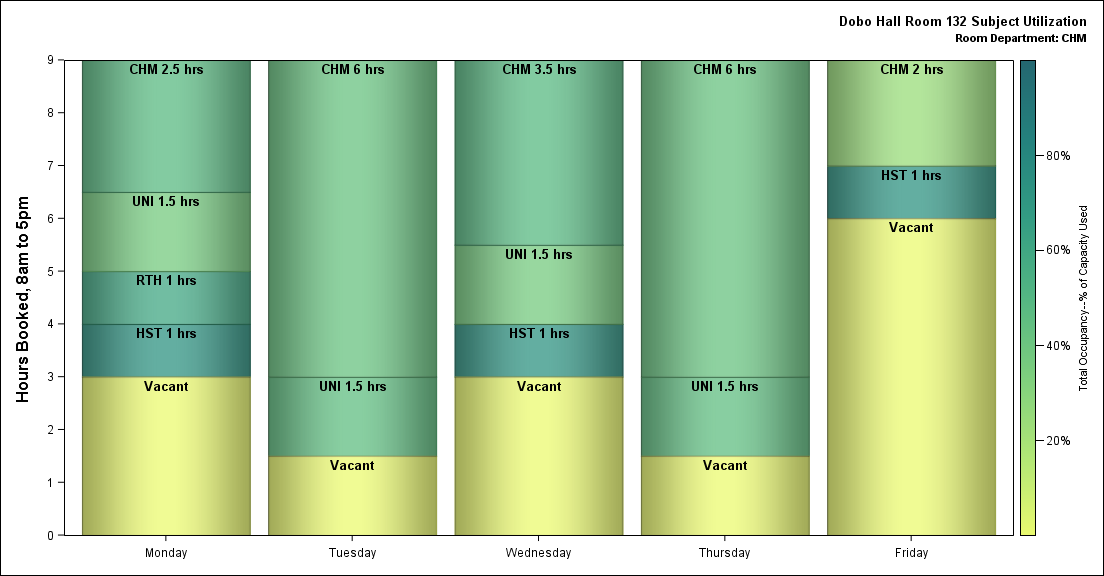 Dobo Hall Room 132 Subject Utilization
Room Department: CHM
Hours Booked, 8am to 5pm
9
8
7
6
5
4
3
2
1
0
CHM 2.5 hrs
UNI 1.5 hrs
RTH 1 hrs
HST 1 hrs
Vacant
CHM 6 hrs
UNI 1.5 hrs
Vacant
CHM 3.5 hrs
UNI 1.5 hrs
HST 1 hrs
Vacant
CHM 6 hrs
UNI 1.5 hrs
Vacant
CHM 2 hrs
HST 1 hrs
Vacant
Monday
Tuesday
Wednesday
Thursday
Friday
80%
60%
40%
20%
Total Occupancy--% of Capacity Used